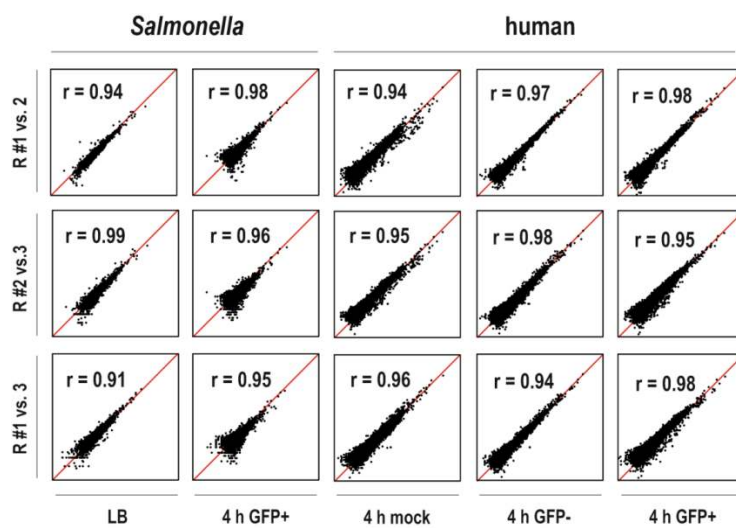 Salmonella human
R #1 vs. 2 r = 0.94 r = 0.98 r = 0.94 r = 0.97 r = 0.98
R #2 vs.3 r = 0.99 r = 0.96 r = 0.95 r = 0.98 r = 0.95
R #1 vs. 3 r = 0.91 r = 0.95 r = 0.96 r = 0.94 r = 0.98
LB 4 h GFP+ 4 h mock 4 h GFP- 4 h GFP+